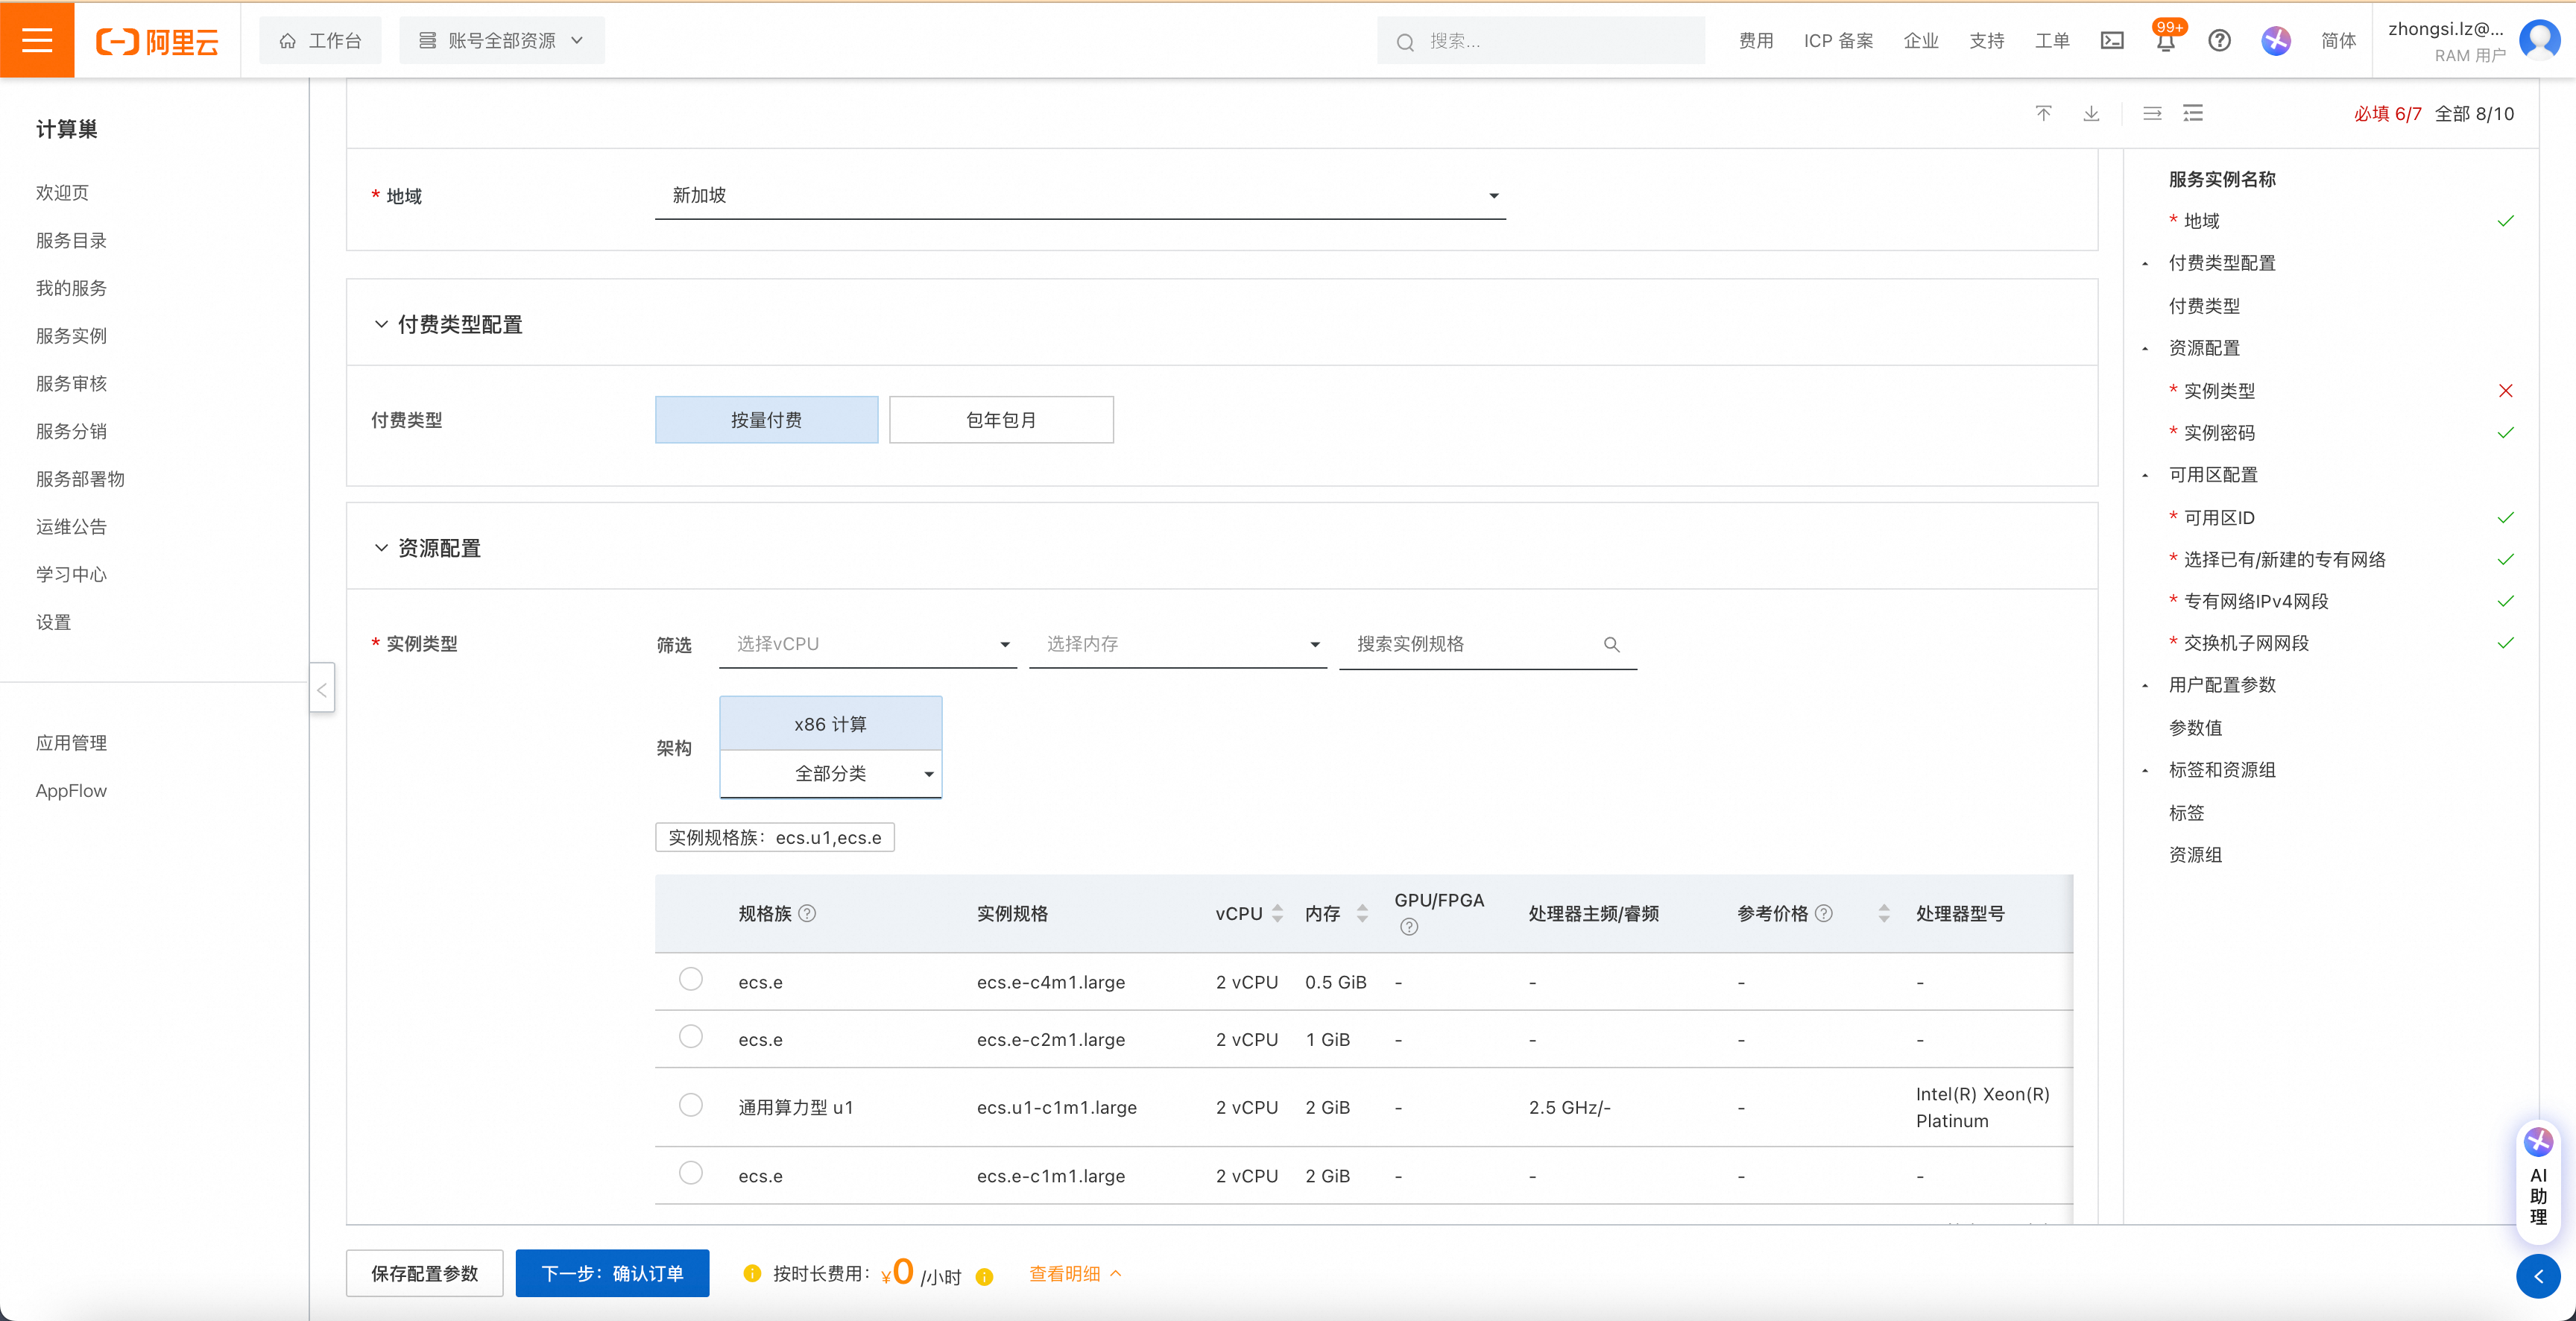 阿里云
工作台
账号全部资源
搜索...
费用
ICP 备案
企业
支持
工单
99+
简体
zhongsi.lz@...
RAM 用户
计算巢
欢迎页
服务目录
我的服务
服务实例
服务审核
服务分销
服务部署物
运维公告
学习中心
设置
应用管理
AppFlow
必填 6/7 全部 8/10
* 地域
新加坡
付费类型配置
付费类型
按量付费
包年包月
资源配置
* 实例类型
筛选
选择vCPU
选择内存
搜索实例规格
架构
x86 计算
全部分类
实例规格族：ecs.u1,ecs.e
规格族 实例规格 vCPU 内存 GPU/FPGA 处理器主频/睿频 参考价格 处理器型号
ecs.e ecs.e-c4m1.large 2 vCPU 0.5 GiB - - - -
ecs.e ecs.e-c2m1.large 2 vCPU 1 GiB - - - -
通用算力型 u1 ecs.u1-c1m1.large 2 vCPU 2 GiB - 2.5 GHz/- - Intel(R) Xeon(R)
Platinum
ecs.e ecs.e-c1m1.large 2 vCPU 2 GiB - - - -
服务实例名称
* 地域
付费类型配置
付费类型
资源配置
* 实例类型
* 实例密码
可用区配置
* 可用区ID
* 选择已有/新建的专有网络
* 专有网络IPv4网段
* 交换机子网网段
用户配置参数
参数值
标签和资源组
标签
资源组
AI
助
理
保存配置参数
下一步：确认订单
按时长费用：¥0 /小时
查看明细